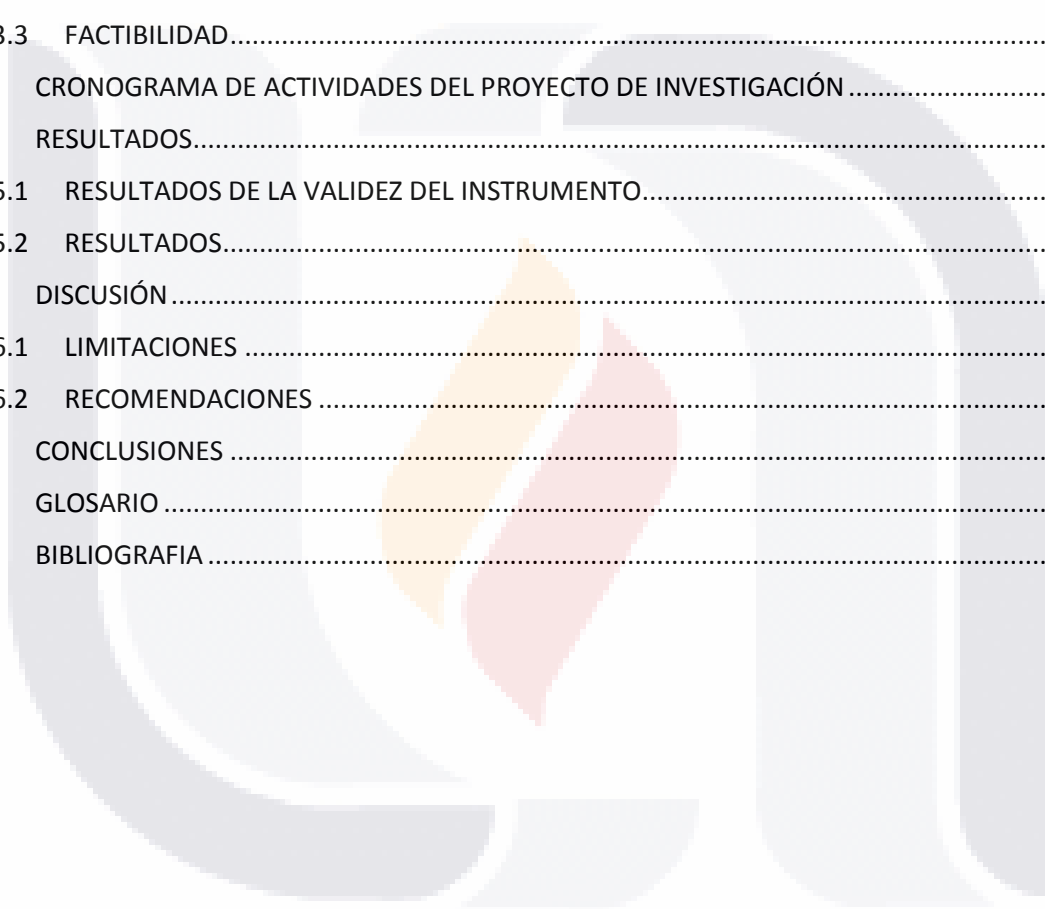 3.3 FACTIBILIDAD
CRONOGRAMA DE ACTIVIDADES DEL PROYECTO DE INVESTIGACIÓN
RESULTADOS
5.1 RESULTADOS DE LA VALIDEZ DEL INSTRUMENTO
5.2 RESULTADOS
DISCUSIÓN
6.1 LIMITACIONES
6.2 RECOMENDACIONES
CONCLUSIONES
GLOSARIO
BIBLIOGRAFIA